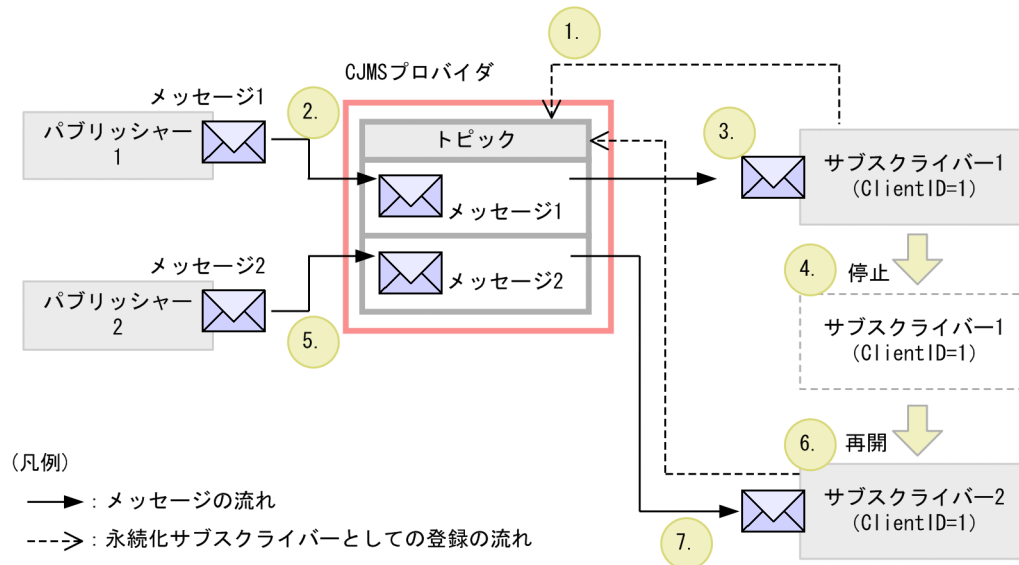 1.
CJMSプロバイダ
メッセージ1
2.
パブリッシャー
1
トピック
メッセージ1
3.
サブスクライバー1
(ClientID=1)
4.
停止
メッセージ2
パブリッシャー
2
メッセージ2
5.
サブスクライバー1
(ClientID=1)
6.
再開
サブスクライバー2
(ClientID=1)
7.
(凡例)
：メッセージの流れ
：永続化サブスクライバーとしての登録の流れ